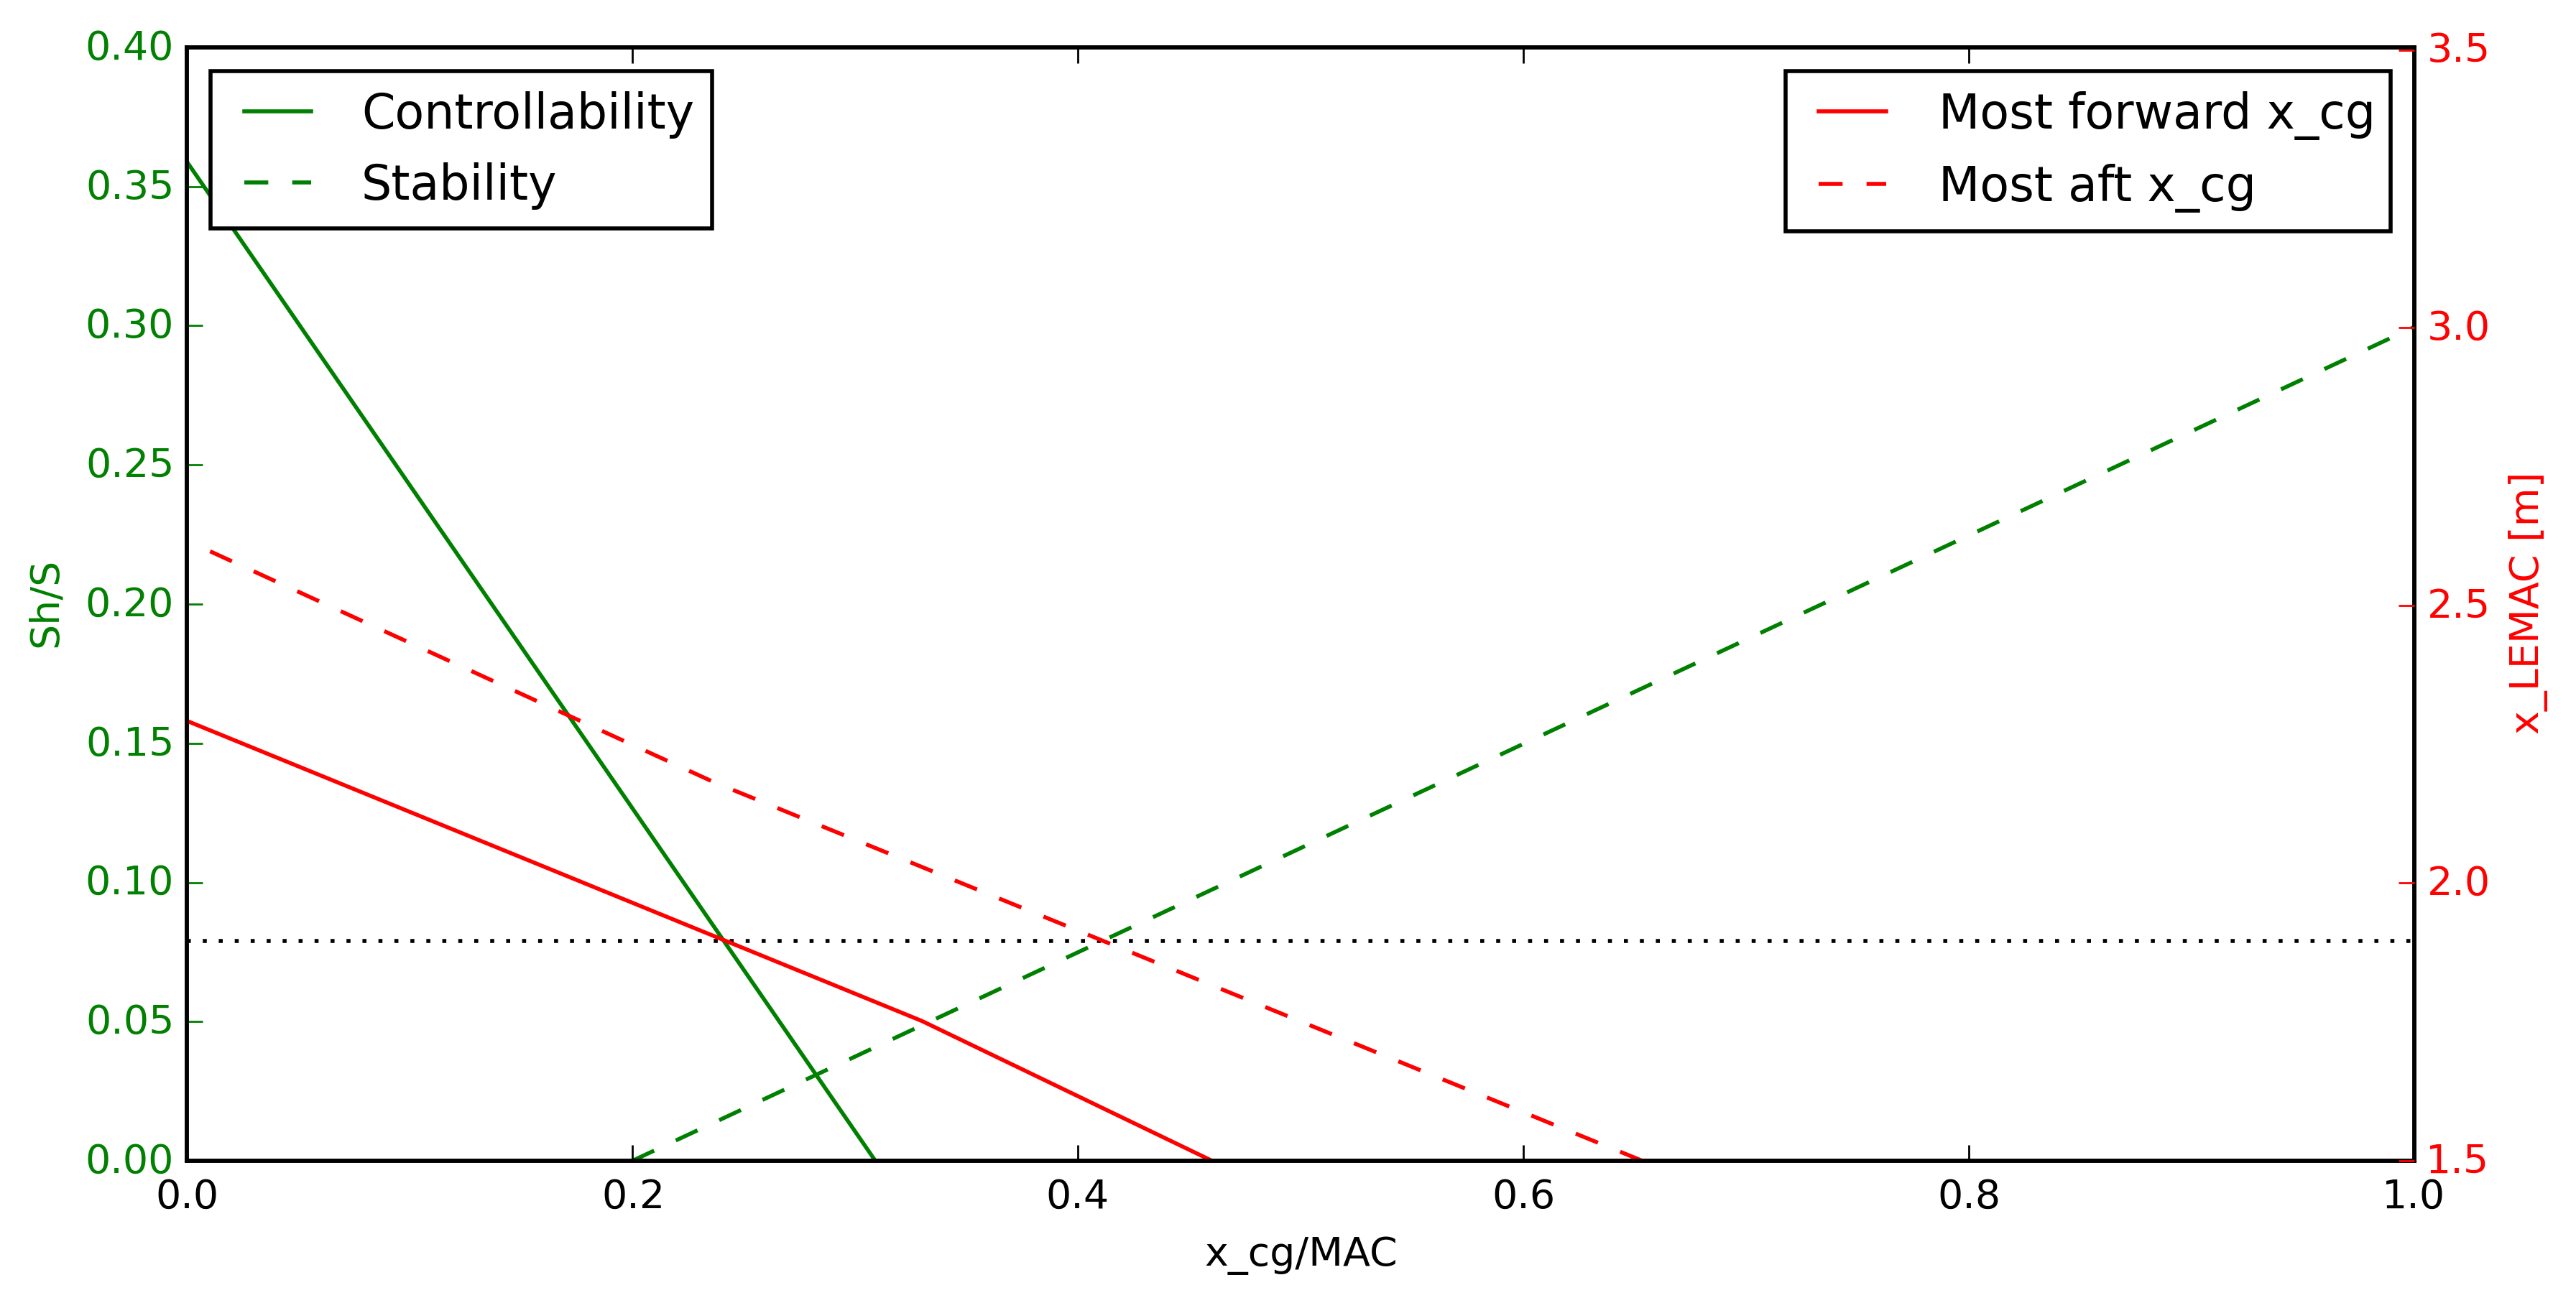 0.40
0.35
0.30
0.25
0.20
0.15
0.10
0.05
0.00
Sh/S
Controllability
Stability
Most forward x_cg
Most aft x_cg
3.5
3.0
2.5
2.0
1.5
x_LEMAC [m]
0.0 0.2 0.4 0.6 0.8 1.0
x_cg/MAC